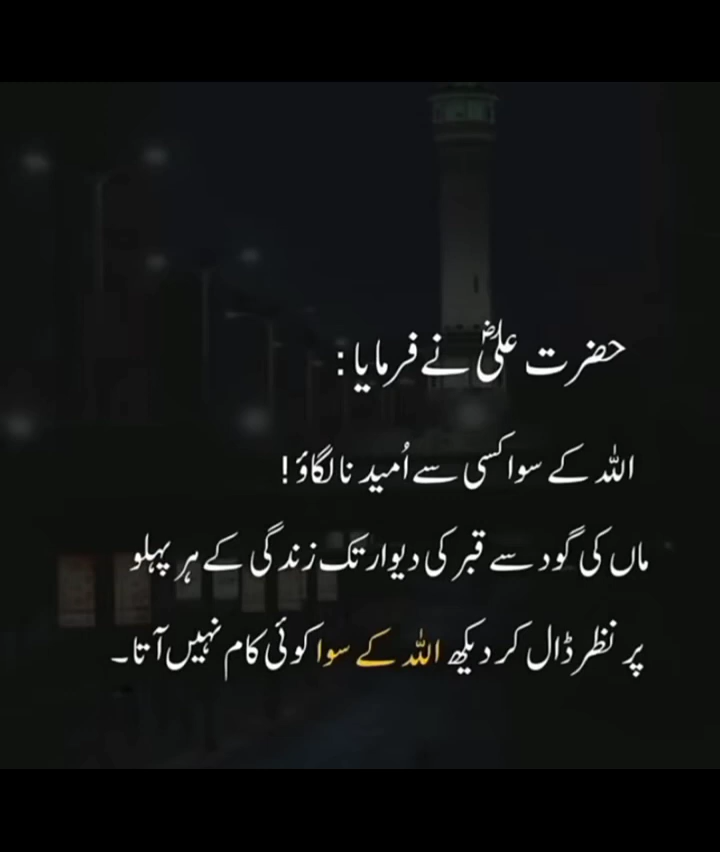 حضرت علیؓ نے فرمایا :
اللہ کے سوا کسی سے اُمید نا لگاؤ !
ماں کی گود سے قبر کی دیوار تک زندگی کے ہر پہلو
پر نظر ڈال کر دیکھ اللہ کے سوا کوئی کام نہیں آتا۔